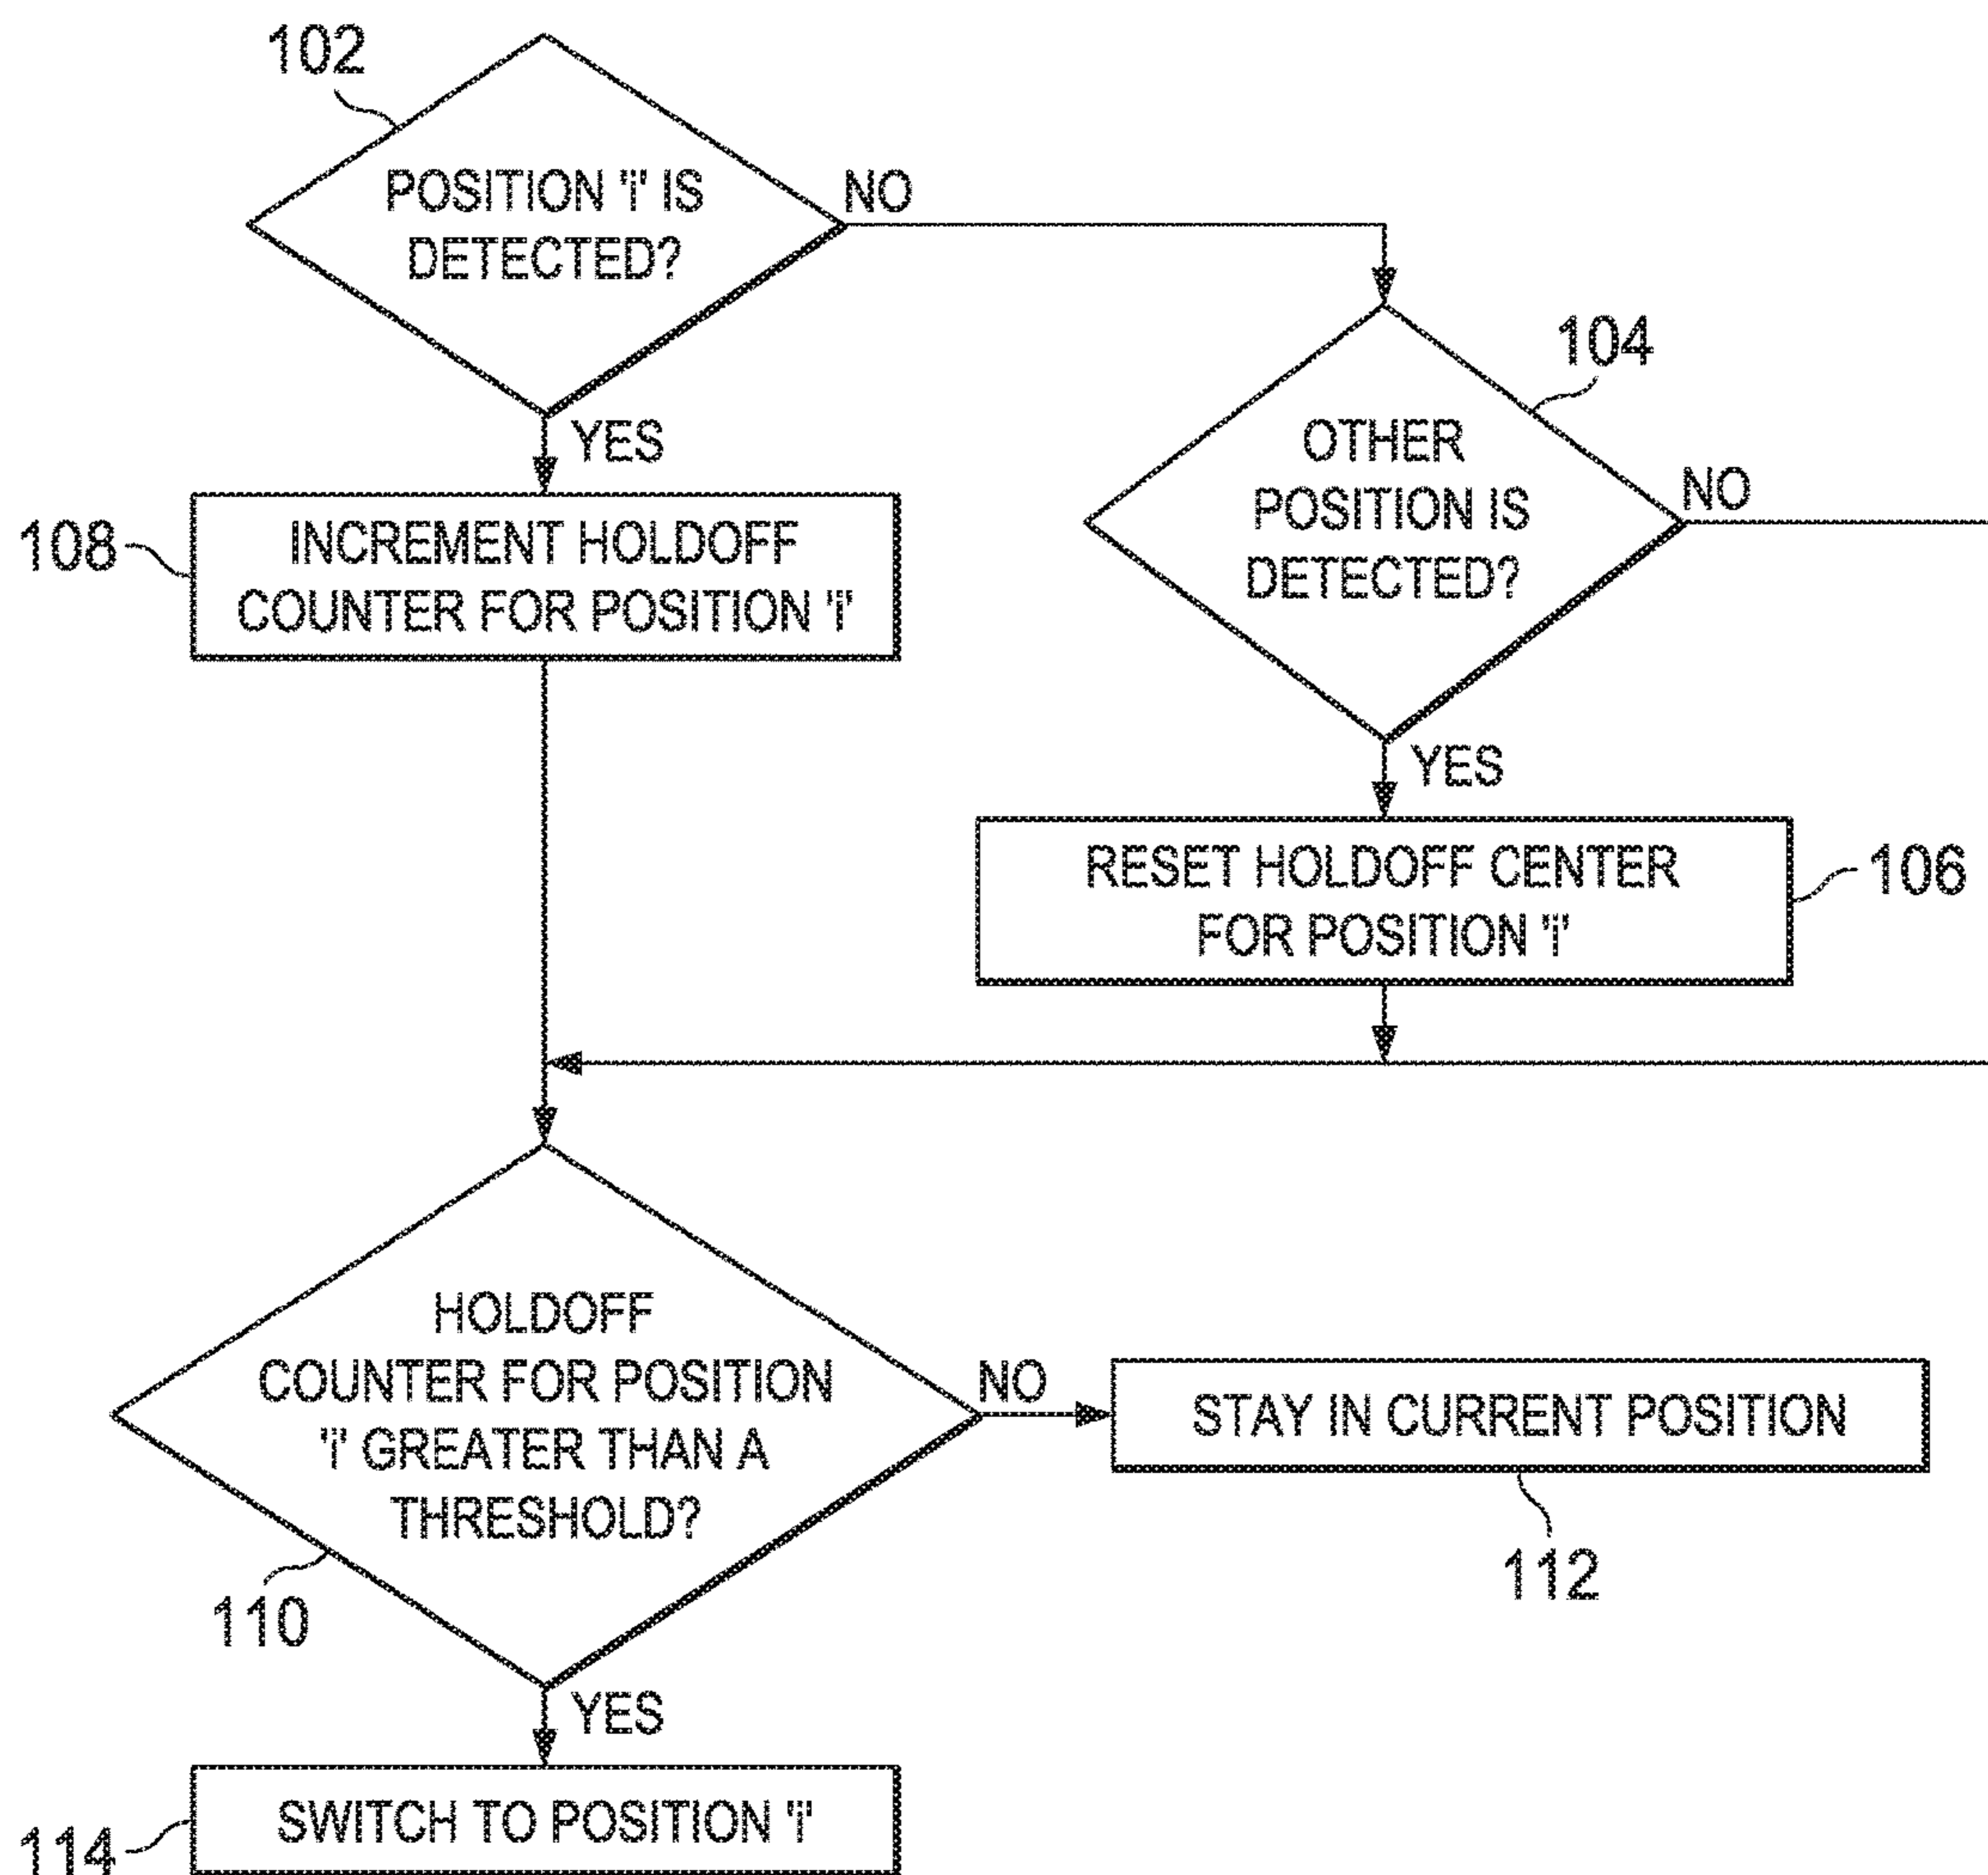 102
POSITION 'i' IS
DETECTED?
NO
YES
104
OTHER
POSITION IS
DETECTED?
NO
YES
108
INCREMENT HOLDOFF
COUNTER FOR POSITION 'i'
RESET HOLDOFF CENTER
FOR POSITION 'i'
106
HOLDOFF
COUNTER FOR POSITION
'i' GREATER THAN A
THRESHOLD?
NO
110
YES
STAY IN CURRENT POSITION
112
SWITCH TO POSITION 'i'
114